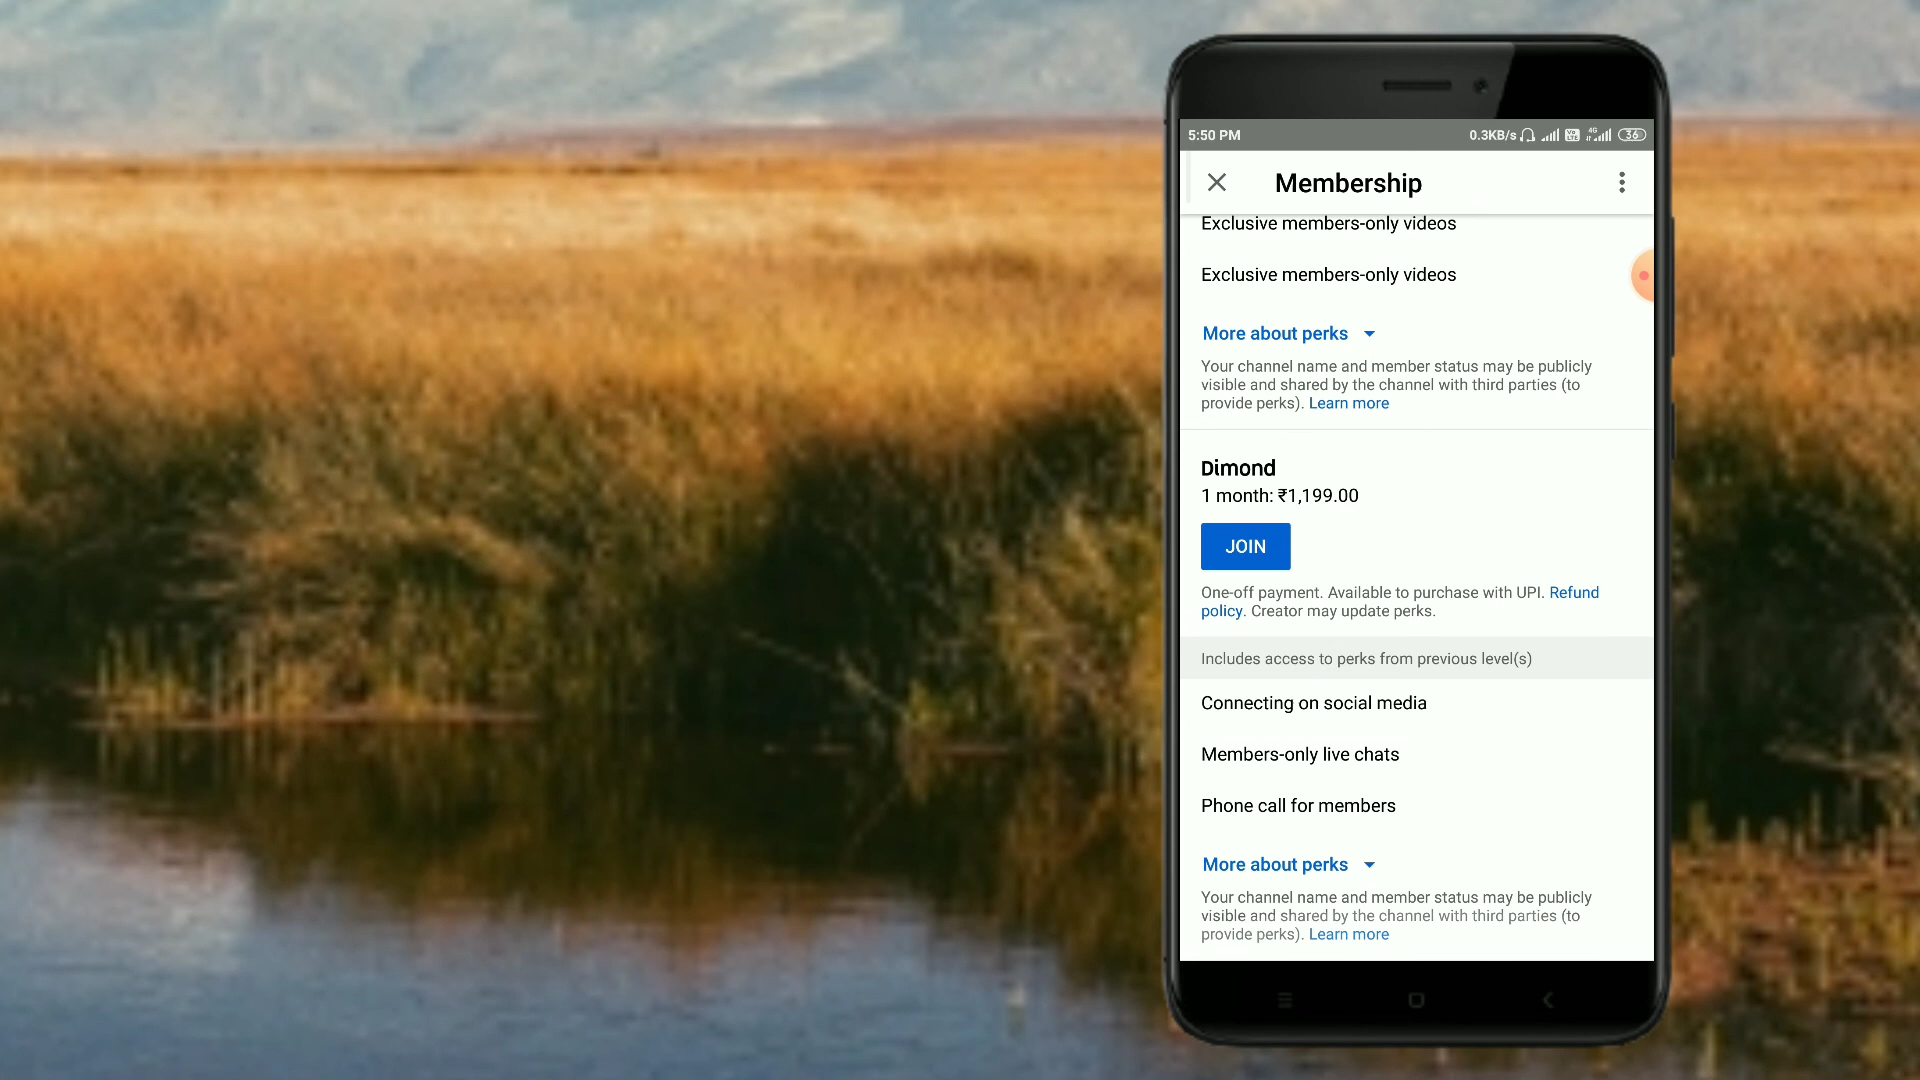 5:50 PM
0.3KB/s
4G
36
Membership
Exclusive members-only videos
Exclusive members-only videos
More about perks
Your channel name and member status may be publicly
visible and shared by the channel with third parties (to
provide perks). Learn more
Dimond
1 month: ₹1,199.00
JOIN
One-off payment. Available to purchase with UPI. Refund
policy. Creator may update perks.
Includes access to perks from previous level(s)
Connecting on social media
Members-only live chats
Phone call for members
More about perks
Your channel name and member status may be publicly
visible and shared by the channel with third parties (to
provide perks). Learn more